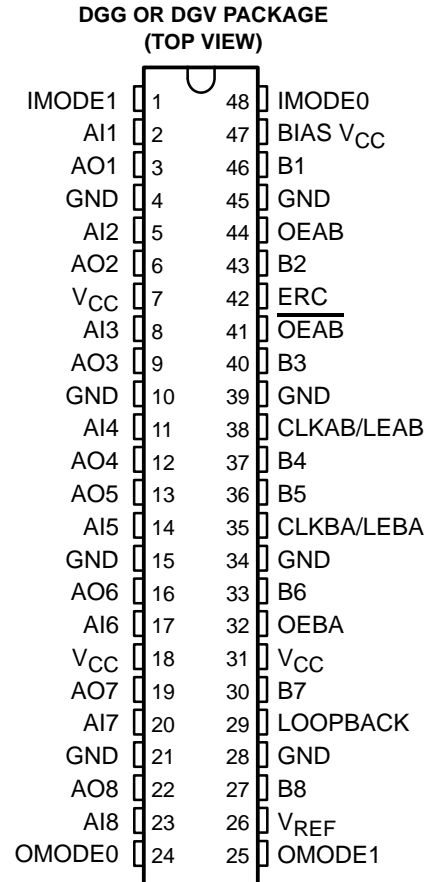 DGG OR DGV PACKAGE
(TOP VIEW)
IMODE1 1 48 IMODE0
AI1 2 47 BIAS VCC
AO1 3 46 B1
GND 4 45 GND
AI2 5 44 OEAB
AO2 6 43 B2
VCC 7 42 ERC
AI3 8 41 OEAB
AO3 9 40 B3
GND 10 39 GND
AI4 11 38 CLKAB/LEAB
AO4 12 37 B4
AO5 13 36 B5
AI5 14 35 CLKBA/LEBA
GND 15 34 GND
AO6 16 33 B6
AI6 17 32 OEBA
VCC 18 31 VCC
AO7 19 30 B7
AI7 20 29 LOOPBACK
GND 21 28 GND
AO8 22 27 B8
AI8 23 26 VREF
OMODE0 24 25 OMODE1